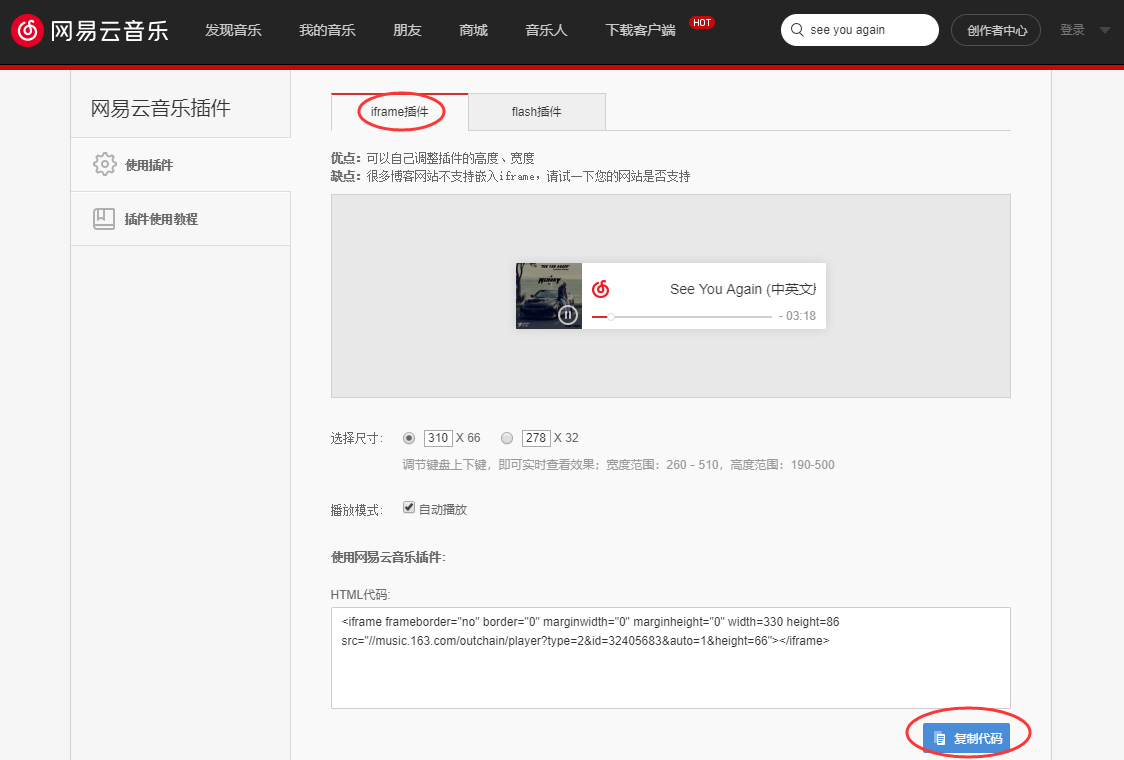 网易云音乐 发现音乐 我的音乐 朋友 商城 音乐人 下载客户端 HOT see you again 创作者中心 登录
网易云音乐插件
使用插件
插件使用教程
iframe插件 flash插件
优点：可以自己调整插件的高度、宽度
缺点：很多博客网站不支持嵌入iframe，请试一下您的网站是否支持
See You Again (中英文
- 03:18
选择尺寸： 310 X 66 278 X 32
调节键盘上下键，即可实时查看效果；宽度范围：260 - 510，高度范围：190-500
播放模式： 自动播放
使用网易云音乐插件：
HTML代码:
<iframe frameborder="no" border="0" marginwidth="0" marginheight="0" width=330 height=86
src="//music.163.com/outchain/player?type=2&id=32405683&auto=1&height=66"></iframe>
复制代码